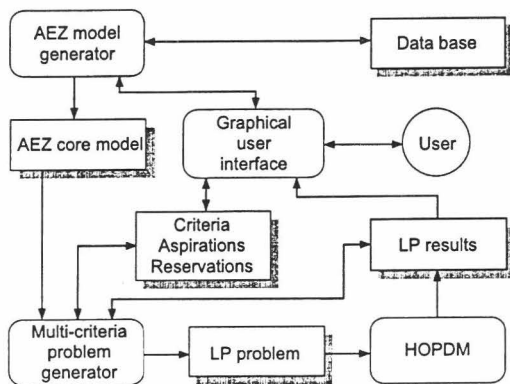 AEZ model
generator
Data base
AEZ core model
Graphical
user
interface
User
Criteria
Aspirations
Reservations
LP results
Multi-criteria
problem
generator
LP problem
HOPDM